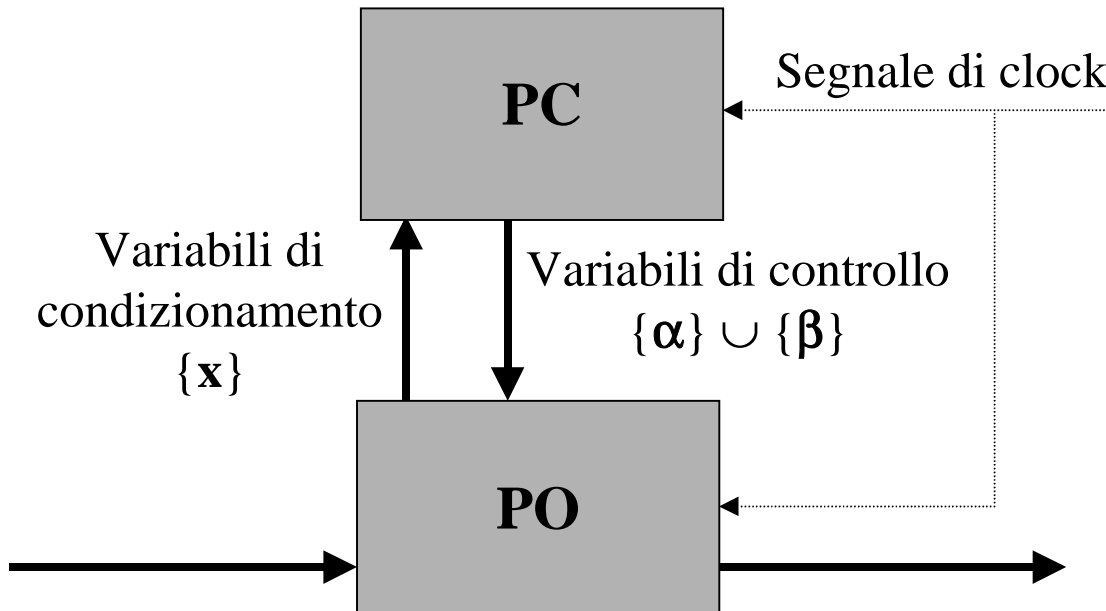 PC
Segnale di clock
Variabili di
condizionamento
{x}
Variabili di controllo
{α} ∪ {β}
PO